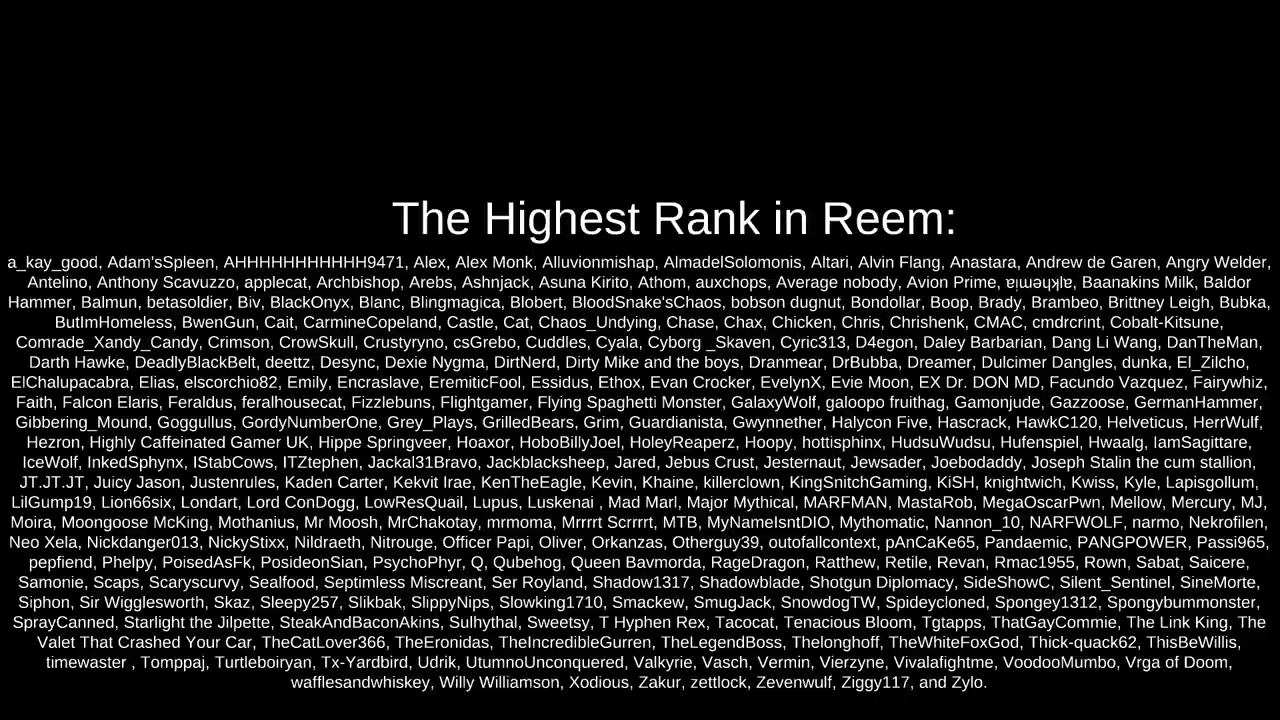 The Highest Rank in Reem:
a_kay_good, Adam'sSpleen, AHHHHHHHHHHH9471, Alex, Alex Monk, Alluvionmishap, AlmadelSolomonis, Altari, Alvin Flang, Anastara, Andrew de Garen, Angry Welder,
Antelino, Anthony Scavuzzo, applecat, Archbishop, Arebs, Ashnjack, Asuna Kirito, Athom, auxchops, Average nobody, Avion Prime, Baanakins Milk, Baldor
Hammer, Balmun, betasoldier, Biv, BlackOnyx, Blanc, Blingmagica, Blobert, BloodSnake'sChaos, bobson dugnut, Bondollar, Boop, Brady, Brambeo, Brittney Leigh, Bubka,
ButImHomeless, BwenGun, Cait, CarmineCopeland, Castle, Cat, Chaos_Undying, Chase, Chax, Chicken, Chris, Chrishenk, CMAC, cmdrcrint, Cobalt-Kitsune,
Comrade_Xandy_Candy, Crimson, CrowSkull, Crustyryno, csGrebo, Cuddles, Cyala, Cyborg _Skaven, Cyric313, D4egon, Daley Barbarian, Dang Li Wang, DanTheMan,
Darth Hawke, DeadlyBlackBelt, deettz, Desync, Dexie Nygma, DirtNerd, Dirty Mike and the boys, Dranmear, DrBubba, Dreamer, Dulcimer Dangles, dunka, El_Zilcho,
ElChalupacabra, Elias, elscorchio82, Emily, Encraslave, EremiticFool, Essidus, Ethox, Evan Crocker, EvelynX, Evie Moon, EX Dr. DON MD, Facundo Vazquez, Fairywhiz,
Faith, Falcon Elaris, Feraldus, feralhousecat, Fizzlebuns, Flightgamer, Flying Spaghetti Monster, GalaxyWolf, galoopo fruithag, Gamonjude, Gazzoose, GermanHammer,
Gibbering_Mound, Goggullus, GordyNumberOne, Grey_Plays, GrilledBears, Grim, Guardianista, Gwynnether, Halycon Five, Hascrack, HawkC120, Helveticus, HerrWulf,
Hezron, Highly Caffeinated Gamer UK, Hippe Springveer, Hoaxor, HoboBillyJoel, HoleyReaperz, Hoopy, hottisphinx, HudsuWudsu, Hufenspiel, Hwaalg, IamSagittare,
IceWolf, InkedSphynx, IStabCows, ITZtephen, Jackal31Bravo, Jackblacksheep, Jared, Jebus Crust, Jesternaut, Jewsader, Joebodaddy, Joseph Stalin the cum stallion,
JT.JT.JT, Juicy Jason, Justenrules, Kaden Carter, Kekvit Irae, KenTheEagle, Kevin, Khaine, killerclown, KingSnitchGaming, KiSH, knightwich, Kwiss, Kyle, Lapisgollum,
LilGump19, Lion66six, Londart, Lord ConDogg, LowResQuail, Lupus, Luskenai , Mad Marl, Major Mythical, MARFMAN, MastaRob, MegaOscarPwn, Mellow, Mercury, MJ,
Moira, Moongoose McKing, Mothanius, Mr Moosh, MrChakotay, mrmoma, Mrrrrt Scrrrrt, MTB, MyNameIsntDIO, Mythomatic, Nannon_10, NARFWOLF, narmo, Nekrofilen,
Neo Xela, Nickdanger013, NickyStixx, Nildraeth, Nitrouge, Officer Papi, Oliver, Orkanzas, Otherguy39, outofallcontext, pAnCaKe65, Pandaemic, PANGPOWER, Passi965,
pepfiend, Phelpy, PoisedAsFk, PosideonSian, PsychoPhyr, Q, Qubehog, Queen Bavmorda, RageDragon, Ratthew, Retile, Revan, Rmac1955, Rown, Sabat, Saicere,
Samonie, Scaps, Scaryscurvy, Sealfood, Septimless Miscreant, Ser Royland, Shadow1317, Shadowblade, Shotgun Diplomacy, SideShowC, Silent_Sentinel, SineMorte,
Siphon, Sir Wigglesworth, Skaz, Sleepy257, Slikbak, SlippyNips, Slowking1710, Smackew, SmugJack, SnowdogTW, Spideycloned, Spongey1312, Spongybummonster,
SprayCanned, Starlight the Jilpette, SteakAndBaconAkins, Sulhythal, Sweetsy, T Hyphen Rex, Tacocat, Tenacious Bloom, Tgtapps, ThatGayCommie, The Link King, The
Valet That Crashed Your Car, TheCatLover366, TheEronidas, TheIncredibleGurren, TheLegendBoss, Thelonghoff, TheWhiteFoxGod, Thick-quack62, ThisBeWillis,
timewaster , Tomppaj, Turtleboiryan, Tx-Yardbird, Udrik, UtumnoUnconquered, Valkyrie, Vasch, Vermin, Vierzyne, Vivalafightme, VoodooMumbo, Vrga of Doom,
wafflesandwhiskey, Willy Williamson, Xodious, Zakur, zettlock, Zevenwulf, Ziggy117, and Zylo.